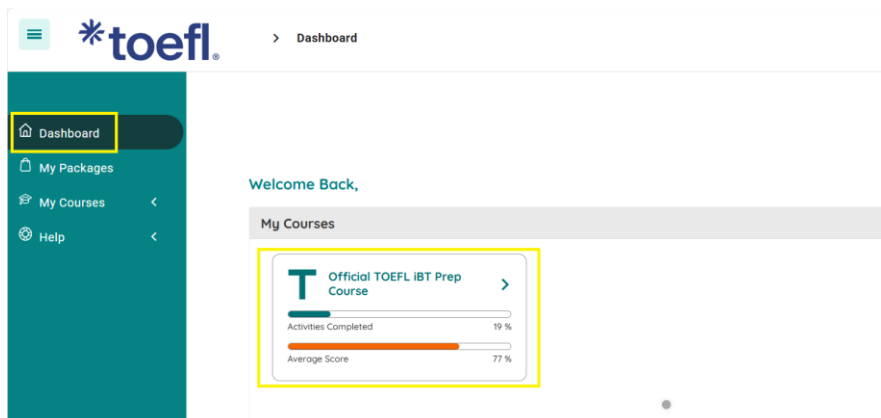 *toefl®
> Dashboard
Dashboard
My Packages
My Courses
Help
Welcome Back,
My Courses
T
Official TOEFL iBT Prep
Course
Activities Completed 19 %
Average Score 77 %